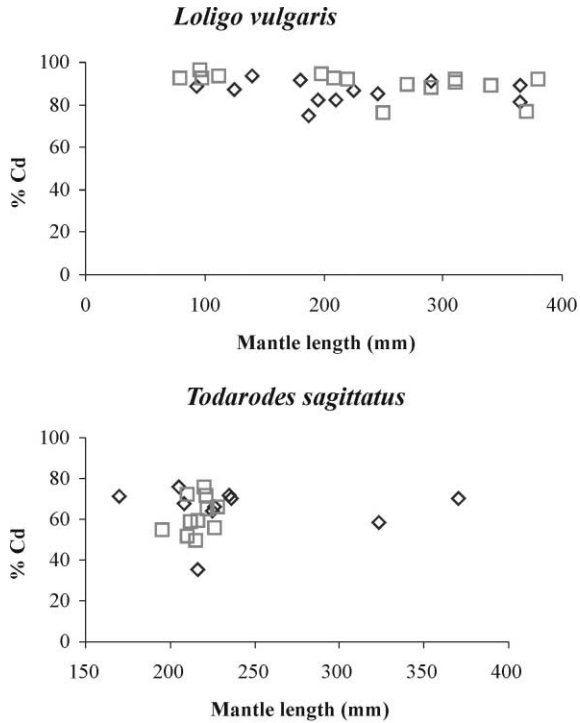 Loligo vulgaris
100
80
60
40
20
0
% Cd
0 100 200 300 400
Mantle length (mm)
Todarodes sagittatus
100
80
60
40
20
0
% Cd
150 200 250 300 350 400
Mantle length (mm)